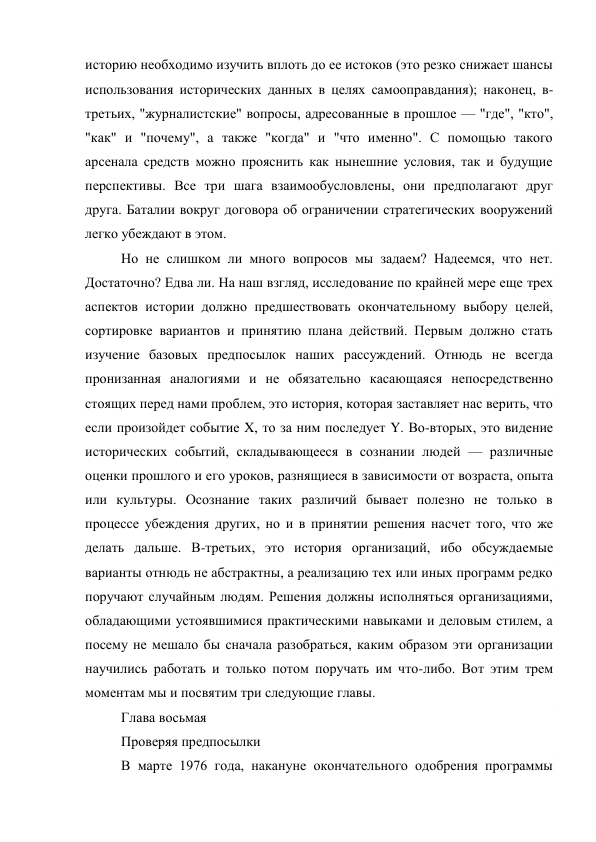 историю необходимо изучить вплоть до ее истоков (это резко снижает шансы
использования исторических данных в целях самооправдания); наконец, в-
третьих, "журналистские" вопросы, адресованные в прошлое — "где", "кто",
"как" и "почему", а также "когда" и "что именно". С помощью такого
арсенала средств можно прояснить как нынешние условия, так и будущие
перспективы. Все три шага взаимообусловлены, они предполагают друг
друга. Баталии вокруг договора об ограничении стратегических вооружений
легко убеждают в этом.
Но не слишком ли много вопросов мы задаем? Надеемся, что нет.
Достаточно? Едва ли. На наш взгляд, исследование по крайней мере еще трех
аспектов истории должно предшествовать окончательному выбору целей,
сортировке вариантов и принятию плана действий. Первым должно стать
изучение базовых предпосылок наших рассуждений. Отнюдь не всегда
пронизанная аналогиями и не обязательно касающаяся непосредственно
стоящих перед нами проблем, это история, которая заставляет нас верить, что
если произойдет событие X, то за ним последует Y. Во-вторых, это видение
исторических событий, складывающееся в сознании людей — различные
оценки прошлого и его уроков, разнящиеся в зависимости от возраста, опыта
или культуры. Осознание таких различий бывает полезно не только в
процессе убеждения других, но и в принятии решения насчет того, что же
делать дальше. В-третьих, это история организаций, ибо обсуждаемые
варианты отнюдь не абстрактны, а реализацию тех или иных программ редко
поручают случайным людям. Решения должны исполняться организациями,
обладающими устоявшимися практическими навыками и деловым стилем, а
посему не мешало бы сначала разобраться, каким образом эти организации
научились работать и только потом поручать им что-либо. Вот этим трем
моментам мы и посвятим три следующие главы.
Глава восьмая
Проверяя предпосылки
В марте 1976 года, накануне окончательного одобрения программы